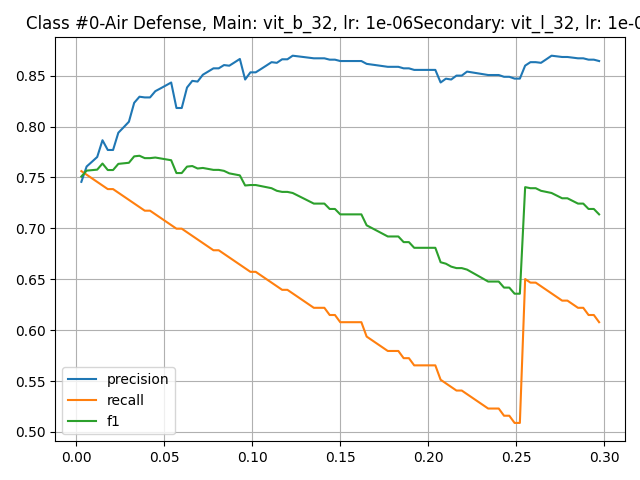 Class #0-Air Defense, Main: vit_b_32, lr: 1e-06Secondary: vit_l_32, lr: 1e-0
0.85
0.80
0.75
0.70
0.65
0.60
0.55
0.50
precision
recall
f1
0.00 0.05 0.10 0.15 0.20 0.25 0.30